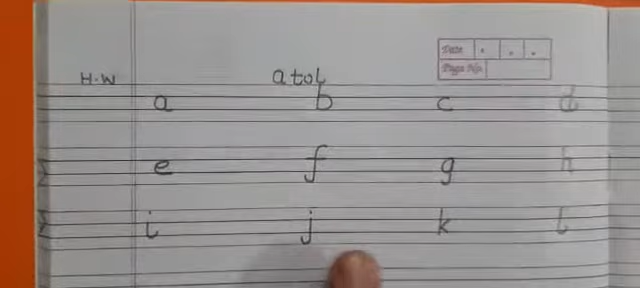 H.W
a to l
Date . . .
Page No.
a b c d
e f g h
i j k l